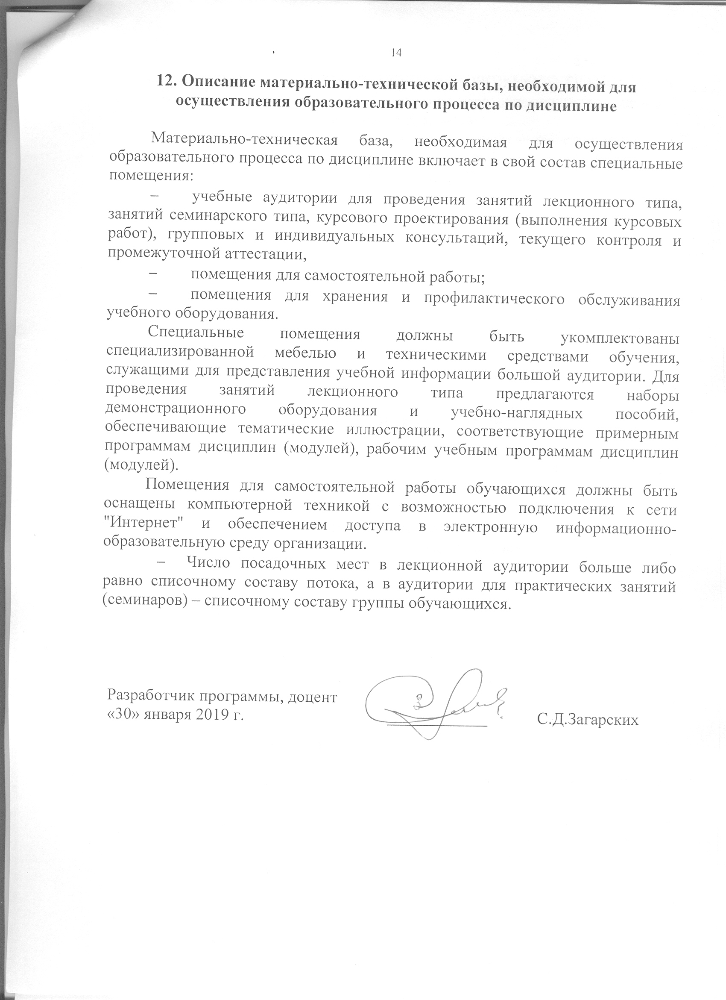 14
12. Описание материально-технической базы, необходимой для
осуществления образовательного процесса по дисциплине
Материально-техническая база, необходимая для осуществления
образовательного процесса по дисциплине включает в свой состав специальные
помещения:
– учебные аудитории для проведения занятий лекционного типа,
занятий семинарского типа, курсового проектирования (выполнения курсовых
работ), групповых и индивидуальных консультаций, текущего контроля и
промежуточной аттестации,
– помещения для самостоятельной работы;
– помещения для хранения и профилактического обслуживания
учебного оборудования.
Специальные помещения должны быть укомплектованы
специализированной мебелью и техническими средствами обучения,
служащими для представления учебной информации большой аудитории. Для
проведения занятий лекционного типа предлагаются наборы
демонстрационного оборудования и учебно-наглядных пособий,
обеспечивающие тематические иллюстрации, соответствующие примерным
программам дисциплин (модулей), рабочим учебным программам дисциплин
(модулей).
Помещения для самостоятельной работы обучающихся должны быть
оснащены компьютерной техникой с возможностью подключения к сети
"Интернет" и обеспечением доступа в электронную информационно-
образовательную среду организации.
– Число посадочных мест в лекционной аудитории больше либо
равно списочному составу потока, а в аудитории для практических занятий
(семинаров) – списочному составу группы обучающихся.
Разработчик программы, доцент
«30» января 2019 г.
С.Д.Загарских